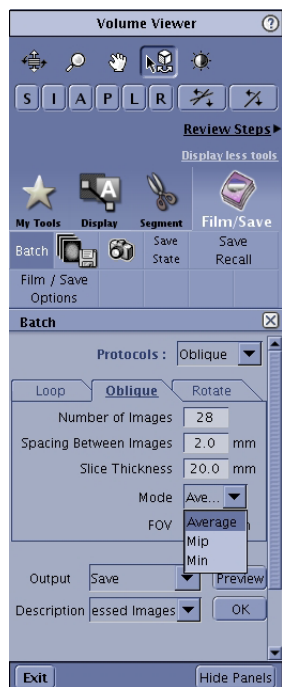 Volume Viewer ?
S I A P L R
Review Steps
Display less tools
My Tools Display Segment Film/Save
Batch Save State Save Recall
Film / Save Options
Batch
Protocols : Oblique
Loop Oblique Rotate
Number of Images 28
Spacing Between Images 2.0 mm
Slice Thickness 20.0 mm
Mode Ave...
FOV
Average
Mip
Min
Output Save Preview
Description essed Images OK
Exit Hide Panels